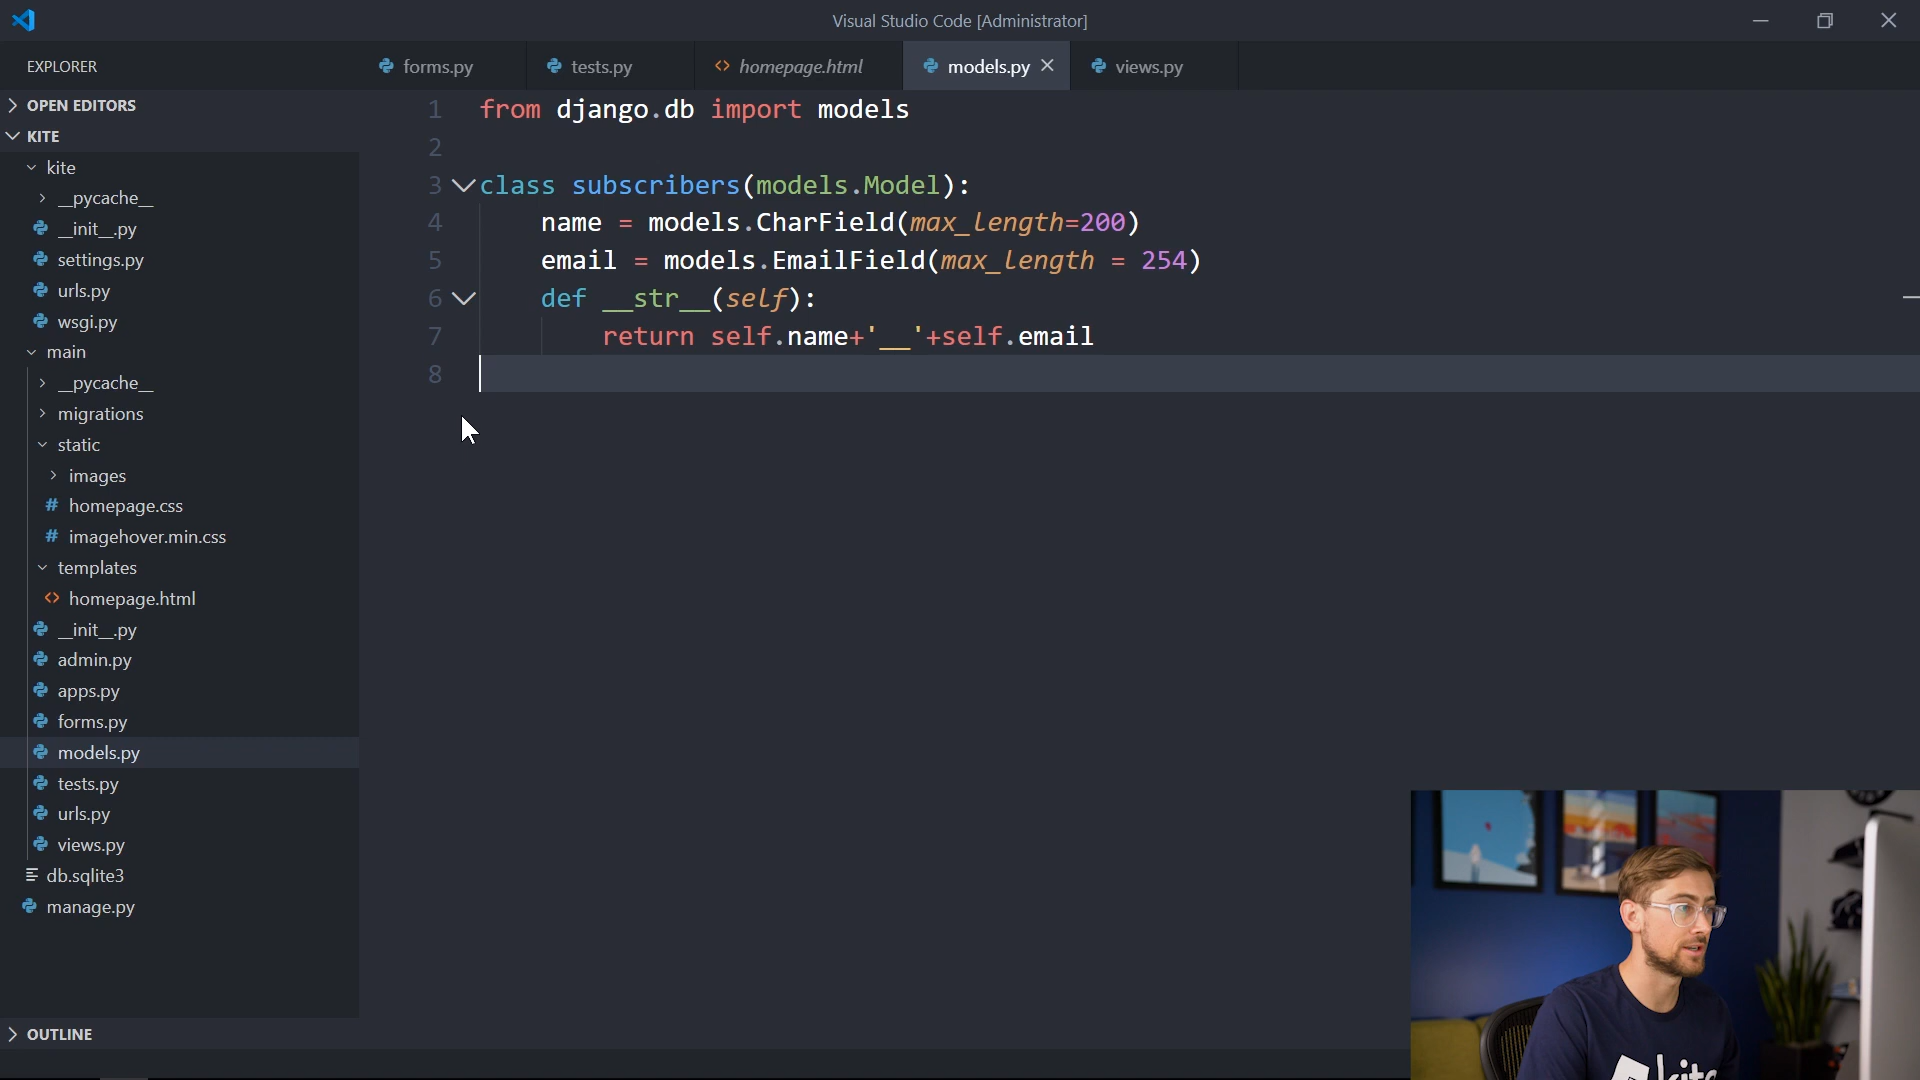 Visual Studio Code [Administrator]
EXPLORER
forms.py
tests.py
homepage.html
models.py
views.py
OPEN EDITORS
KITE
kite
__pycache__
__init__.py
settings.py
urls.py
wsgi.py
main
__pycache__
migrations
static
images
homepage.css
imagehover.min.css
templates
homepage.html
__init__.py
admin.py
apps.py
forms.py
models.py
tests.py
urls.py
views.py
db.sqlite3
manage.py
OUTLINE
1 from django.db import models
2
3 class subscribers(models.Model):
4 name = models.CharField(max_length=200)
5 email = models.EmailField(max_length = 254)
6 def __str__(self):
7 return self.name+'__'+self.email
8
kite